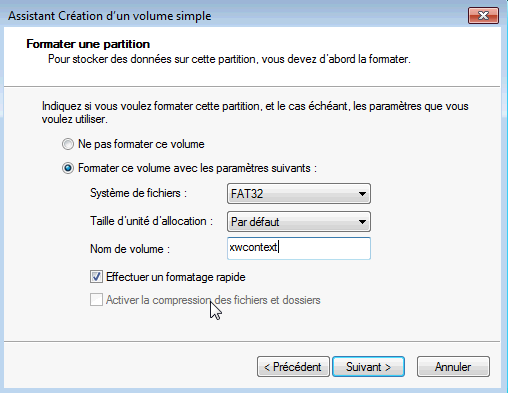 Assistant Création d'un volume simple
Formater une partition
Pour stocker des données sur cette partition, vous devez d'abord la formater.
Indiquez si vous voulez formater cette partition, et le cas échéant, les paramètres que vous
voulez utiliser.
Ne pas formater ce volume
Formater ce volume avec les paramètres suivants :
Système de fichiers :
FAT32
Taille d'unité d'allocation :
Par défaut
Nom de volume :
xwcontext
Effectuer un formatage rapide
Activer la compression des fichiers et dossiers
< Précédent
Suivant >
Annuler